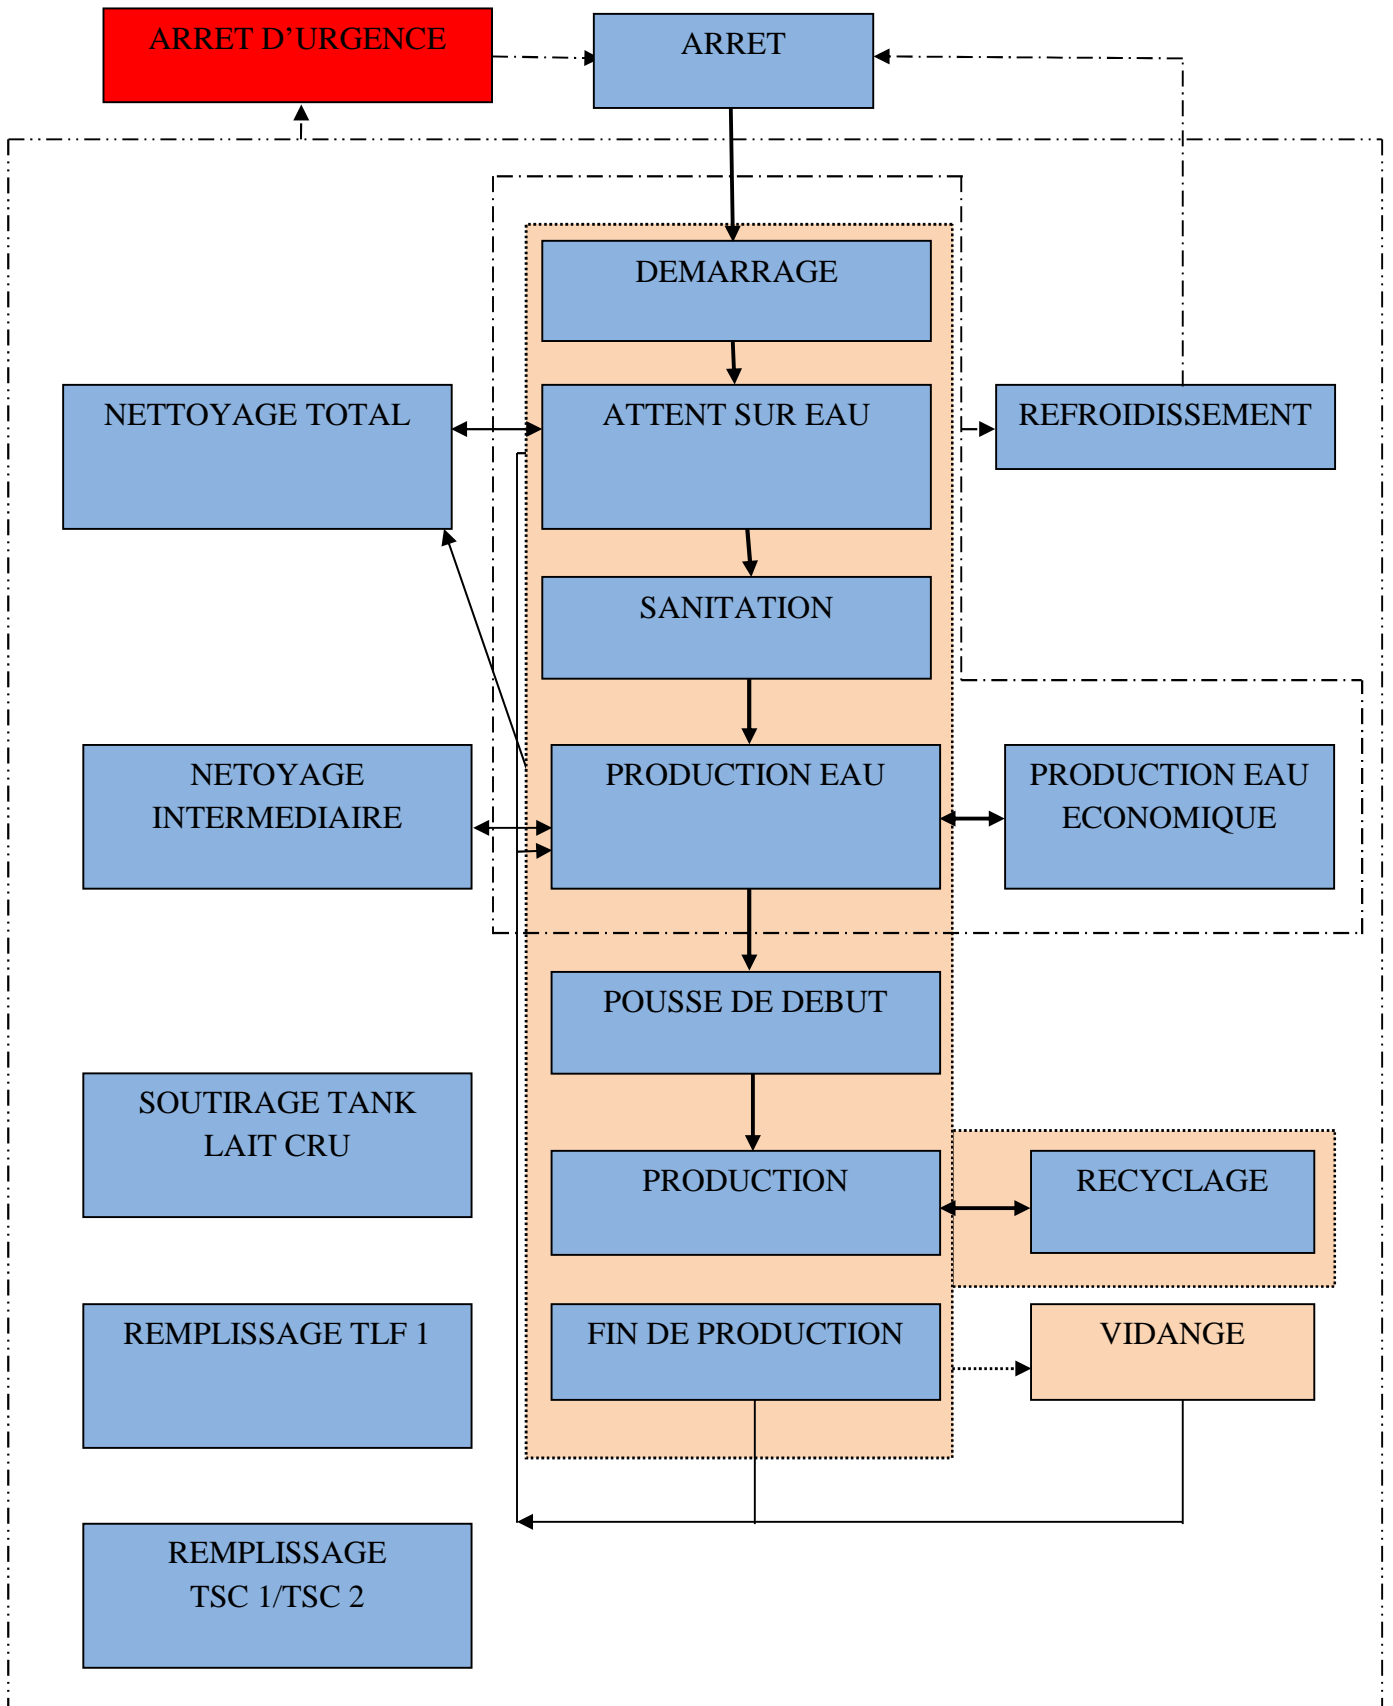 ARRET D’URGENCE
ARRET
DEMARRAGE
NETTOYAGE TOTAL
ATTENT SUR EAU
REFROIDISSEMENT
SANITATION
NETOYAGE
INTERMEDIAIRE
PRODUCTION EAU
PRODUCTION EAU
ECONOMIQUE
POUSSE DE DEBUT
SOUTIRAGE TANK
LAIT CRU
PRODUCTION
RECYCLAGE
REMPLISSAGE TLF 1
FIN DE PRODUCTION
VIDANGE
REMPLISSAGE
TSC 1/TSC 2